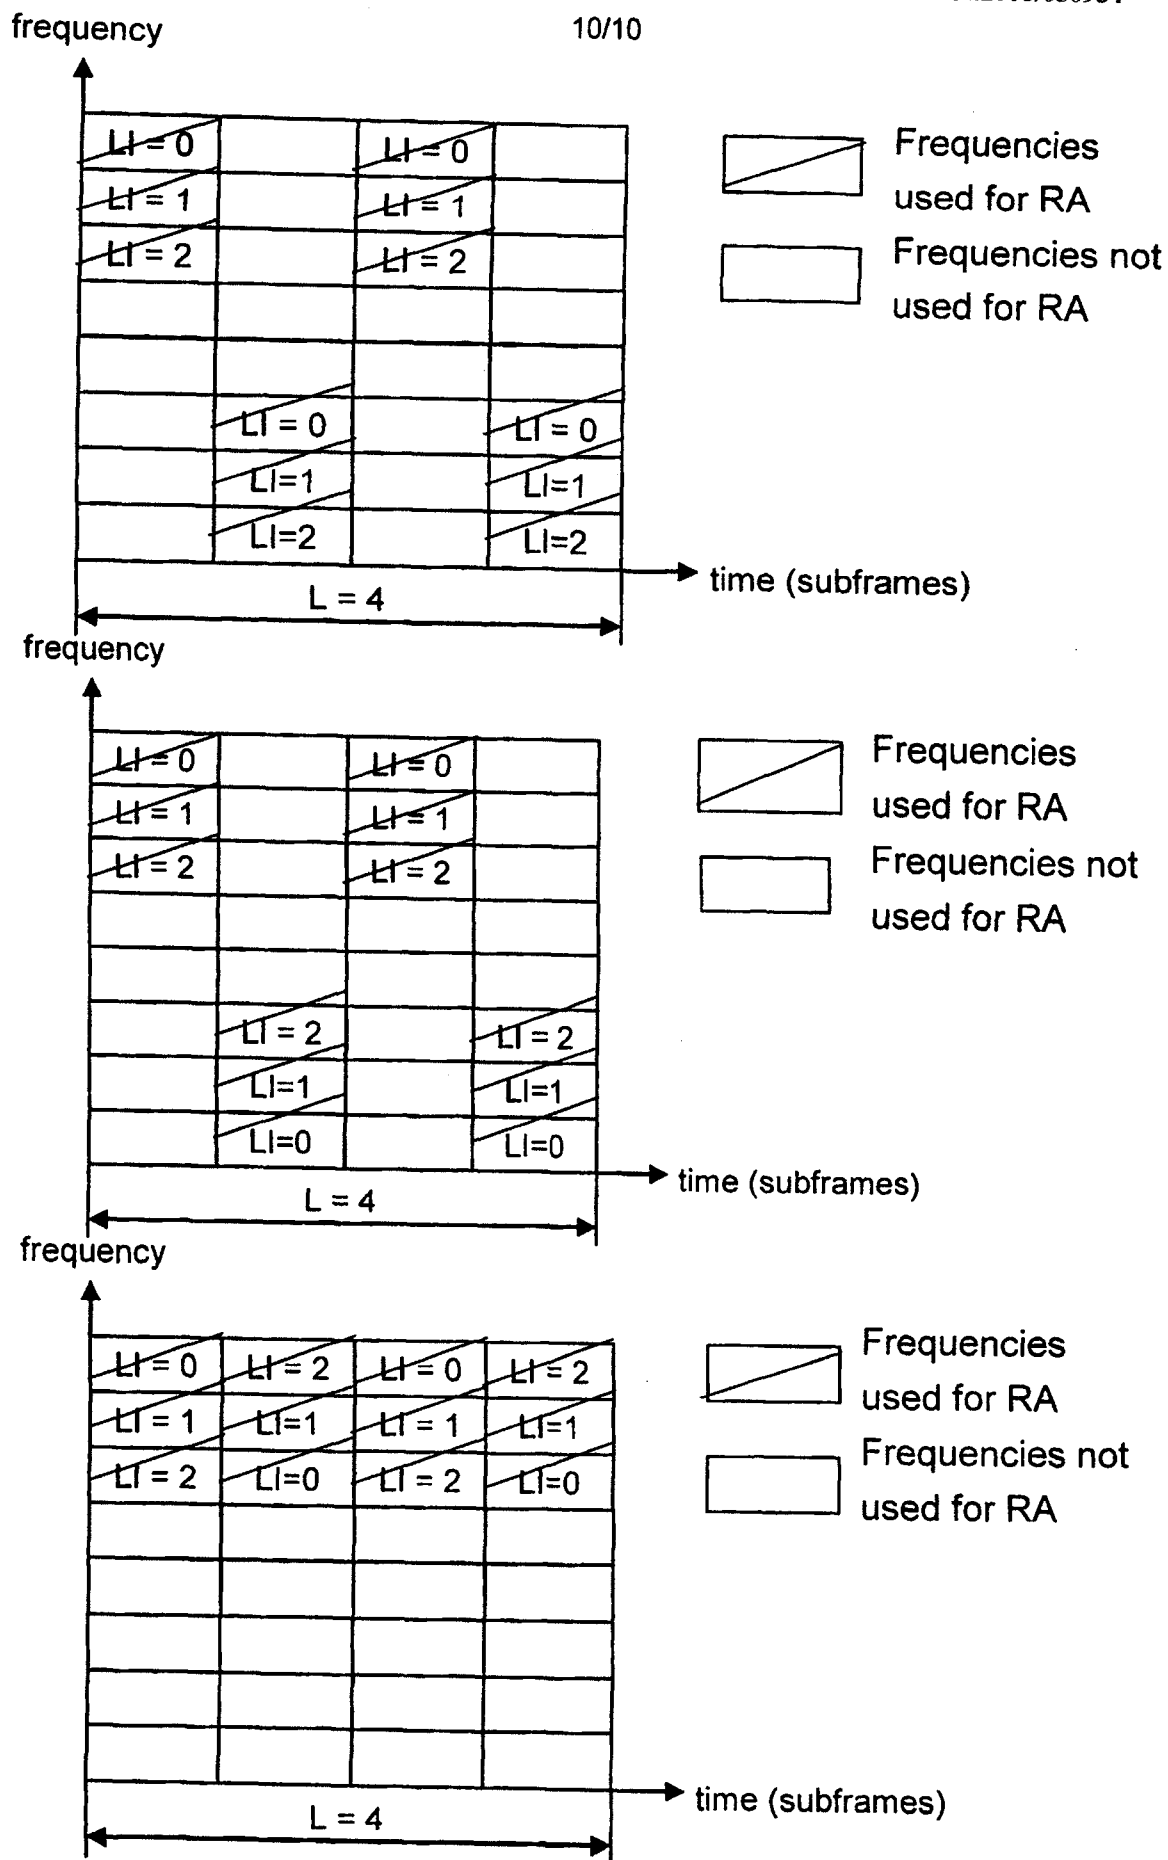 frequency
10/10
LI = 0 LI = 0
LI = 1 LI = 1
LI = 2 LI = 2
LI = 0 LI = 0
LI=1 LI=1
LI=2 LI=2
Frequencies
used for RA
Frequencies not
used for RA
time (subframes)
L = 4
frequency
LI = 0 LI = 0
LI = 1 LI = 1
LI = 2 LI = 2
LI = 2 LI = 2
LI=1 LI=1
LI=0 LI=0
Frequencies
used for RA
Frequencies not
used for RA
time (subframes)
L = 4
frequency
LI = 0 LI = 2 LI = 0 LI = 2
LI = 1 LI=1 LI = 1 LI=1
LI = 2 LI=0 LI = 2 LI=0
Frequencies
used for RA
Frequencies not
used for RA
time (subframes)
L = 4